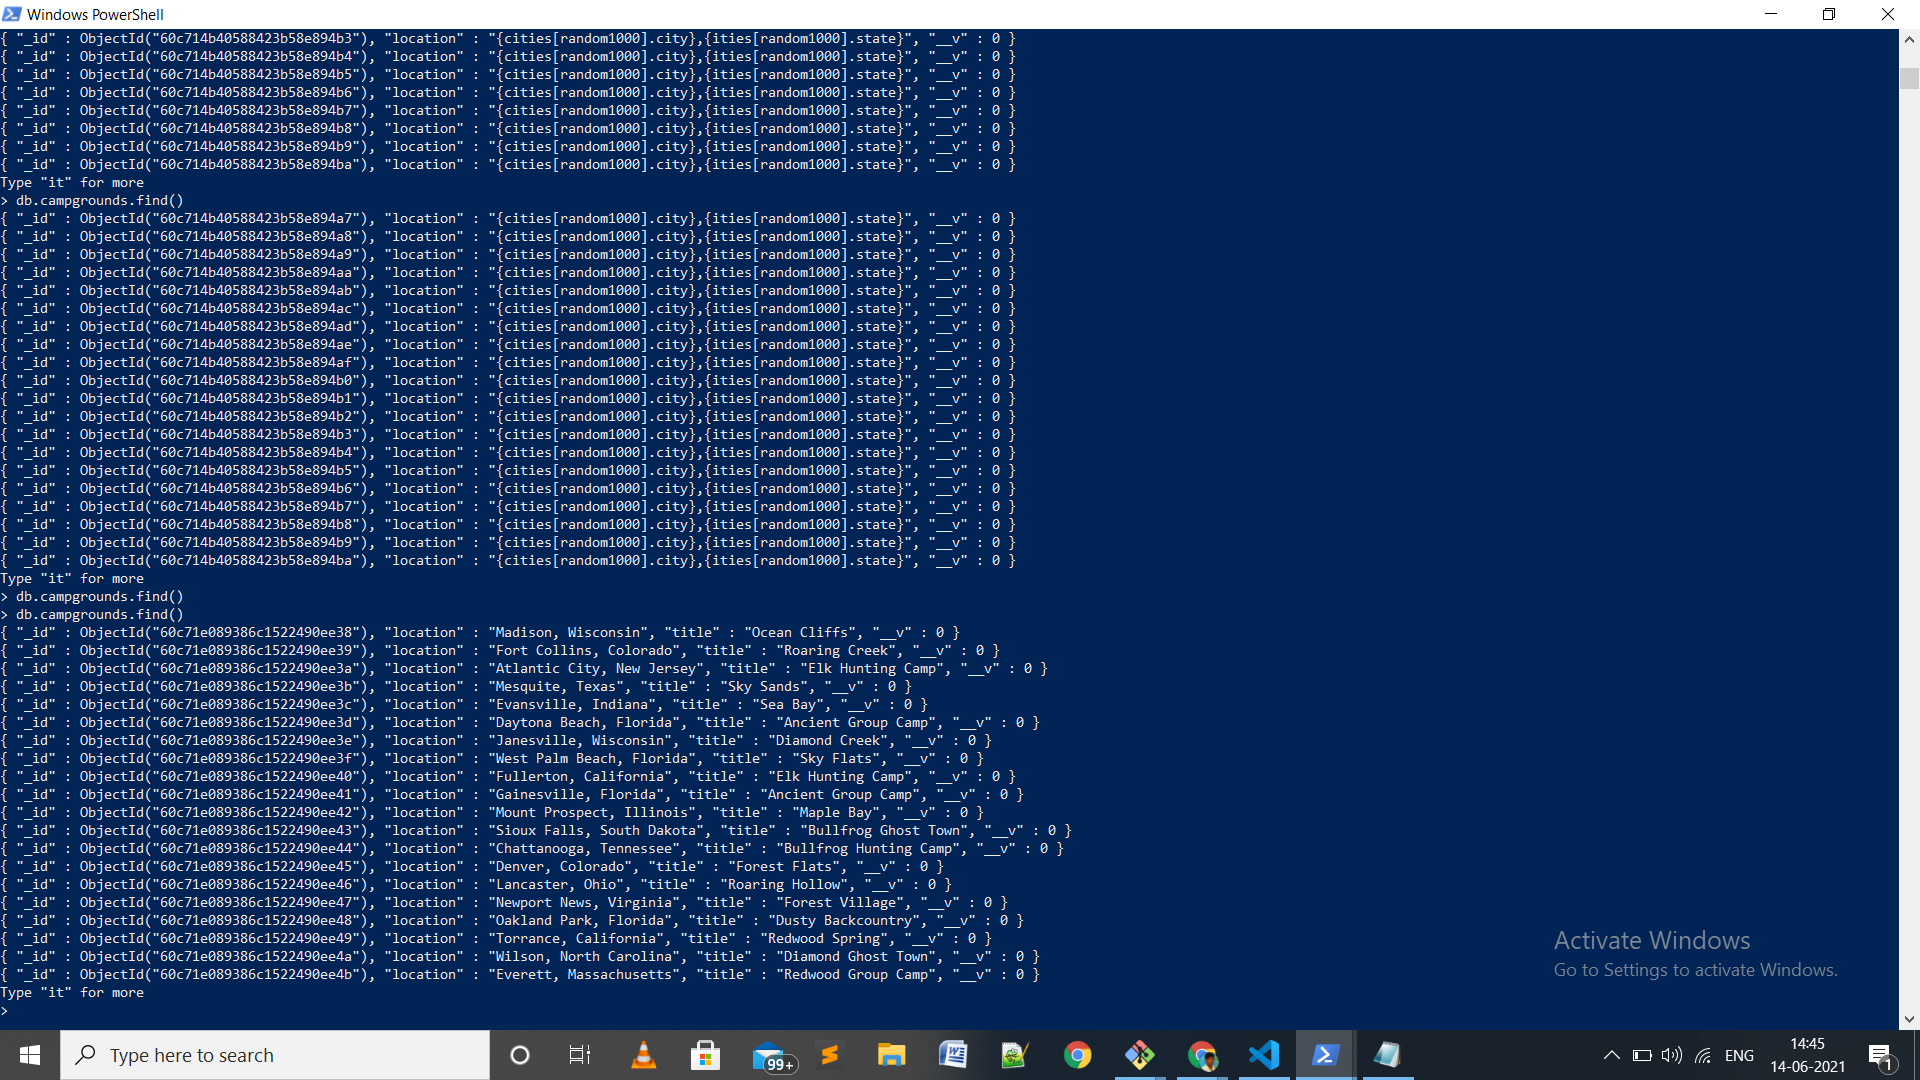 Windows PowerShell
{ "_id" : ObjectId("60c714b40588423b58e894b3"), "location" : "{cities[random1000].city},{ities[random1000].state}", "__v" : 0 }
{ "_id" : ObjectId("60c714b40588423b58e894b4"), "location" : "{cities[random1000].city},{ities[random1000].state}", "__v" : 0 }
{ "_id" : ObjectId("60c714b40588423b58e894b5"), "location" : "{cities[random1000].city},{ities[random1000].state}", "__v" : 0 }
{ "_id" : ObjectId("60c714b40588423b58e894b6"), "location" : "{cities[random1000].city},{ities[random1000].state}", "__v" : 0 }
{ "_id" : ObjectId("60c714b40588423b58e894b7"), "location" : "{cities[random1000].city},{ities[random1000].state}", "__v" : 0 }
{ "_id" : ObjectId("60c714b40588423b58e894b8"), "location" : "{cities[random1000].city},{ities[random1000].state}", "__v" : 0 }
{ "_id" : ObjectId("60c714b40588423b58e894b9"), "location" : "{cities[random1000].city},{ities[random1000].state}", "__v" : 0 }
{ "_id" : ObjectId("60c714b40588423b58e894ba"), "location" : "{cities[random1000].city},{ities[random1000].state}", "__v" : 0 }
Type "it" for more
> db.campgrounds.find()
{ "_id" : ObjectId("60c714b40588423b58e894a7"), "location" : "{cities[random1000].city},{ities[random1000].state}", "__v" : 0 }
{ "_id" : ObjectId("60c714b40588423b58e894a8"), "location" : "{cities[random1000].city},{ities[random1000].state}", "__v" : 0 }
{ "_id" : ObjectId("60c714b40588423b58e894a9"), "location" : "{cities[random1000].city},{ities[random1000].state}", "__v" : 0 }
{ "_id" : ObjectId("60c714b40588423b58e894aa"), "location" : "{cities[random1000].city},{ities[random1000].state}", "__v" : 0 }
{ "_id" : ObjectId("60c714b40588423b58e894ab"), "location" : "{cities[random1000].city},{ities[random1000].state}", "__v" : 0 }
{ "_id" : ObjectId("60c714b40588423b58e894ac"), "location" : "{cities[random1000].city},{ities[random1000].state}", "__v" : 0 }
{ "_id" : ObjectId("60c714b40588423b58e894ad"), "location" : "{cities[random1000].city},{ities[random1000].state}", "__v" : 0 }
{ "_id" : ObjectId("60c714b40588423b58e894ae"), "location" : "{cities[random1000].city},{ities[random1000].state}", "__v" : 0 }
{ "_id" : ObjectId("60c714b40588423b58e894af"), "location" : "{cities[random1000].city},{ities[random1000].state}", "__v" : 0 }
{ "_id" : ObjectId("60c714b40588423b58e894b0"), "location" : "{cities[random1000].city},{ities[random1000].state}", "__v" : 0 }
{ "_id" : ObjectId("60c714b40588423b58e894b1"), "location" : "{cities[random1000].city},{ities[random1000].state}", "__v" : 0 }
{ "_id" : ObjectId("60c714b40588423b58e894b2"), "location" : "{cities[random1000].city},{ities[random1000].state}", "__v" : 0 }
{ "_id" : ObjectId("60c714b40588423b58e894b3"), "location" : "{cities[random1000].city},{ities[random1000].state}", "__v" : 0 }
{ "_id" : ObjectId("60c714b40588423b58e894b4"), "location" : "{cities[random1000].city},{ities[random1000].state}", "__v" : 0 }
{ "_id" : ObjectId("60c714b40588423b58e894b5"), "location" : "{cities[random1000].city},{ities[random1000].state}", "__v" : 0 }
{ "_id" : ObjectId("60c714b40588423b58e894b6"), "location" : "{cities[random1000].city},{ities[random1000].state}", "__v" : 0 }
{ "_id" : ObjectId("60c714b40588423b58e894b7"), "location" : "{cities[random1000].city},{ities[random1000].state}", "__v" : 0 }
{ "_id" : ObjectId("60c714b40588423b58e894b8"), "location" : "{cities[random1000].city},{ities[random1000].state}", "__v" : 0 }
{ "_id" : ObjectId("60c714b40588423b58e894b9"), "location" : "{cities[random1000].city},{ities[random1000].state}", "__v" : 0 }
{ "_id" : ObjectId("60c714b40588423b58e894ba"), "location" : "{cities[random1000].city},{ities[random1000].state}", "__v" : 0 }
Type "it" for more
> db.campgrounds.find()
> db.campgrounds.find()
{ "_id" : ObjectId("60c71e089386c1522490ee38"), "location" : "Madison, Wisconsin", "title" : "Ocean Cliffs", "__v" : 0 }
{ "_id" : ObjectId("60c71e089386c1522490ee39"), "location" : "Fort Collins, Colorado", "title" : "Roaring Creek", "__v" : 0 }
{ "_id" : ObjectId("60c71e089386c1522490ee3a"), "location" : "Atlantic City, New Jersey", "title" : "Elk Hunting Camp", "__v" : 0 }
{ "_id" : ObjectId("60c71e089386c1522490ee3b"), "location" : "Mesquite, Texas", "title" : "Sky Sands", "__v" : 0 }
{ "_id" : ObjectId("60c71e089386c1522490ee3c"), "location" : "Evansville, Indiana", "title" : "Sea Bay", "__v" : 0 }
{ "_id" : ObjectId("60c71e089386c1522490ee3d"), "location" : "Daytona Beach, Florida", "title" : "Ancient Group Camp", "__v" : 0 }
{ "_id" : ObjectId("60c71e089386c1522490ee3e"), "location" : "Janesville, Wisconsin", "title" : "Diamond Creek", "__v" : 0 }
{ "_id" : ObjectId("60c71e089386c1522490ee3f"), "location" : "West Palm Beach, Florida", "title" : "Sky Flats", "__v" : 0 }
{ "_id" : ObjectId("60c71e089386c1522490ee40"), "location" : "Fullerton, California", "title" : "Elk Hunting Camp", "__v" : 0 }
{ "_id" : ObjectId("60c71e089386c1522490ee41"), "location" : "Gainesville, Florida", "title" : "Ancient Group Camp", "__v" : 0 }
{ "_id" : ObjectId("60c71e089386c1522490ee42"), "location" : "Mount Prospect, Illinois", "title" : "Maple Bay", "__v" : 0 }
{ "_id" : ObjectId("60c71e089386c1522490ee43"), "location" : "Sioux Falls, South Dakota", "title" : "Bullfrog Ghost Town", "__v" : 0 }
{ "_id" : ObjectId("60c71e089386c1522490ee44"), "location" : "Chattanooga, Tennessee", "title" : "Bullfrog Hunting Camp", "__v" : 0 }
{ "_id" : ObjectId("60c71e089386c1522490ee45"), "location" : "Denver, Colorado", "title" : "Forest Flats", "__v" : 0 }
{ "_id" : ObjectId("60c71e089386c1522490ee46"), "location" : "Lancaster, Ohio", "title" : "Roaring Hollow", "__v" : 0 }
{ "_id" : ObjectId("60c71e089386c1522490ee47"), "location" : "Newport News, Virginia", "title" : "Forest Village", "__v" : 0 }
{ "_id" : ObjectId("60c71e089386c1522490ee48"), "location" : "Oakland Park, Florida", "title" : "Dusty Backcountry", "__v" : 0 }
{ "_id" : ObjectId("60c71e089386c1522490ee49"), "location" : "Torrance, California", "title" : "Redwood Spring", "__v" : 0 }
{ "_id" : ObjectId("60c71e089386c1522490ee4a"), "location" : "Wilson, North Carolina", "title" : "Diamond Ghost Town", "__v" : 0 }
{ "_id" : ObjectId("60c71e089386c1522490ee4b"), "location" : "Everett, Massachusetts", "title" : "Redwood Group Camp", "__v" : 0 }
Type "it" for more
>
Activate Windows
Go to Settings to activate Windows.
Type here to search
99+
ENG
14:45
14-06-2021
1